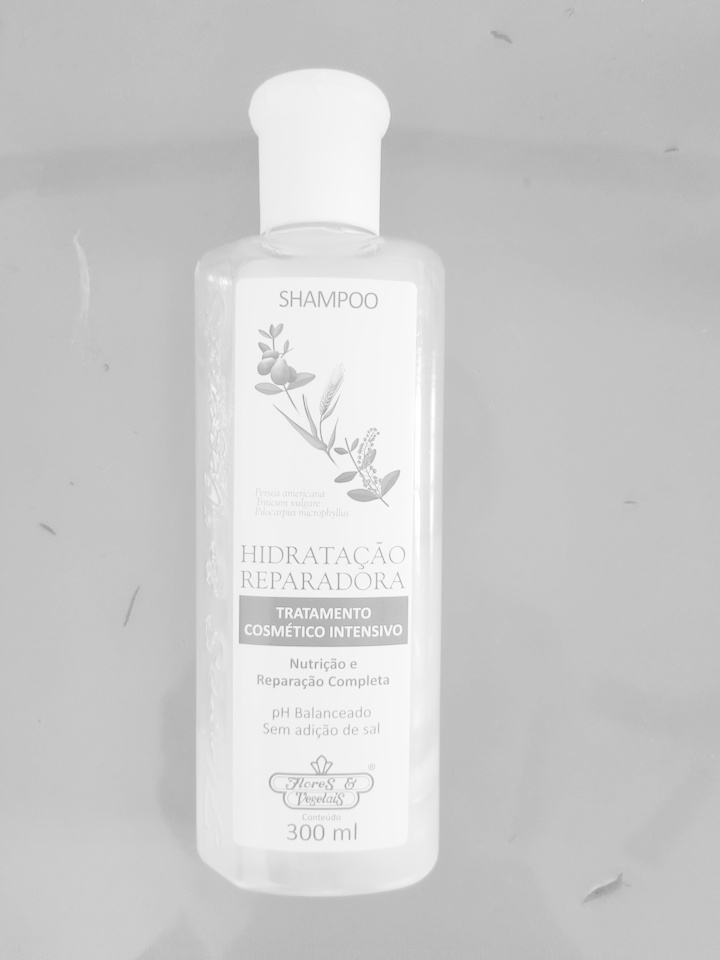 SHAMPOO
Persea americana
Triticum vulgare
Pilocarpus microphyllus
HIDRATAÇÃO
REPARADORA
TRATAMENTO
COSMÉTICO INTENSIVO
Nutrição e
Reparação Completa
pH Balanceado
Sem adição de sal
Flores &
Vegetais
®
Conteúdo
300 ml